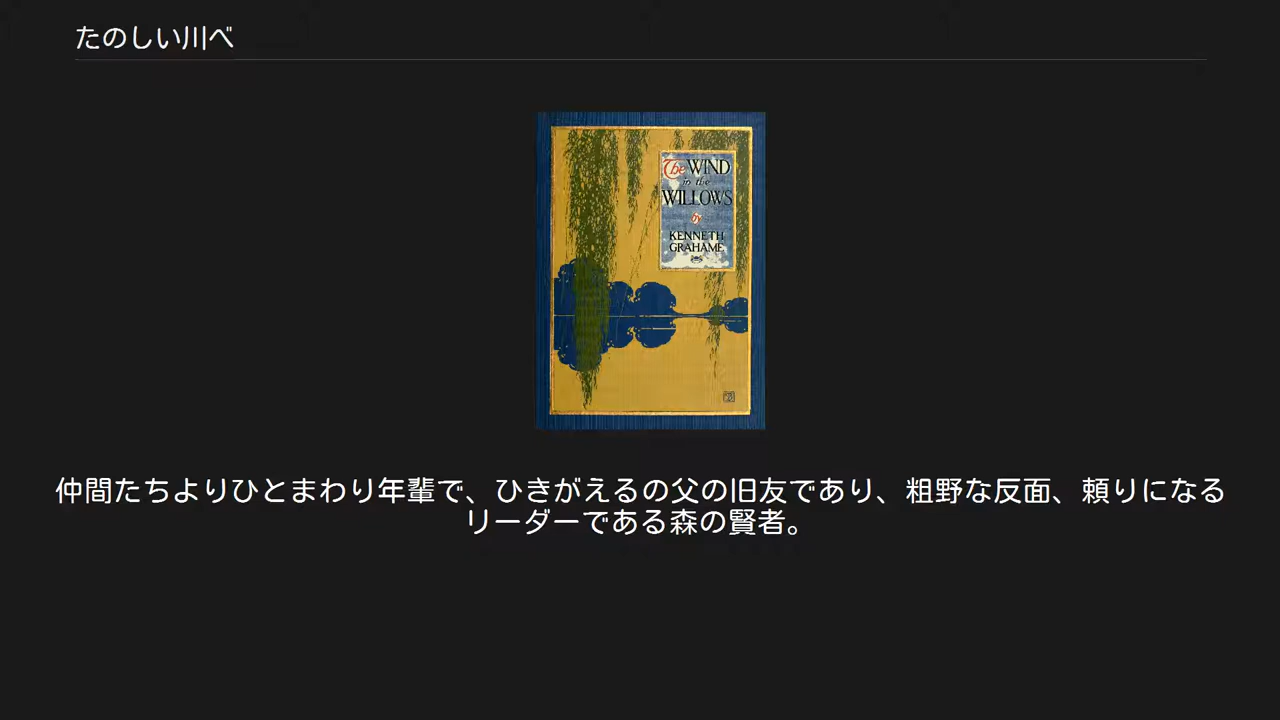 たのしい川べ
The WIND
in the
WILLOWS
by
KENNETH
GRAHAME
仲間たちよりひとまわり年輩で、ひきがえるの父の旧友であり、粗野な反面、頼りになる
リーダーである森の賢者。